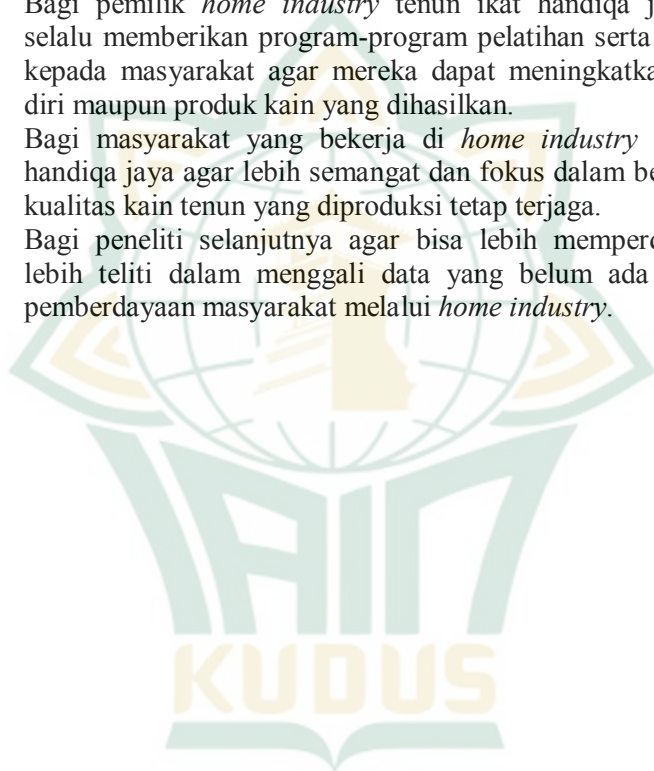 Bagi pemilik home industry tenun ikat handiqa
selalu memberikan program-program pelatihan serta
kepada masyarakat agar mereka dapat
diri maupun produk kain yang dihasilkan.
Bagi masyarakat yang bekerja di home industry
handiqa jaya agar lebih semangat dan fokus dalam
kualitas kain tenun yang diproduksi tetap terjaga.
Bagi peneliti selanjutnya agar bisa lebih
lebih teliti dalam menggali data yang belum ada
pemberdayaan masyarakat melalui home industry.
IAIN
KUDUS